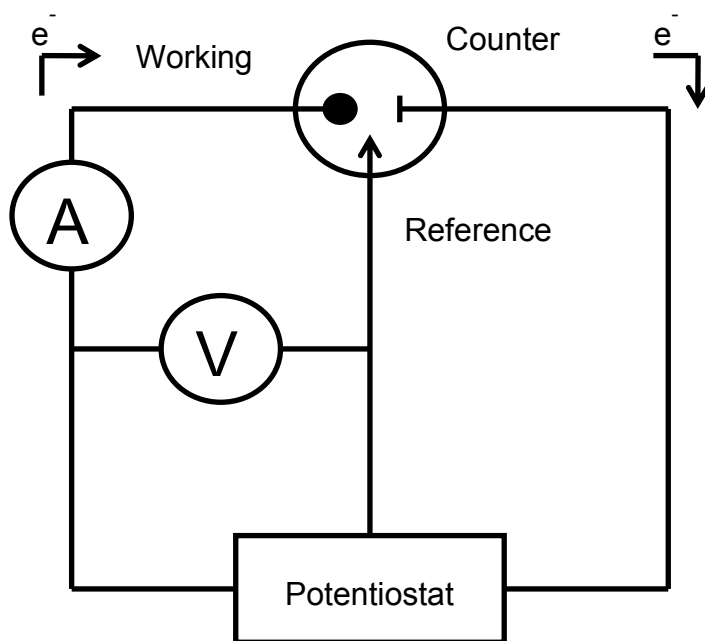 e-
Working
Counter
e-
A
Reference
V
Potentiostat